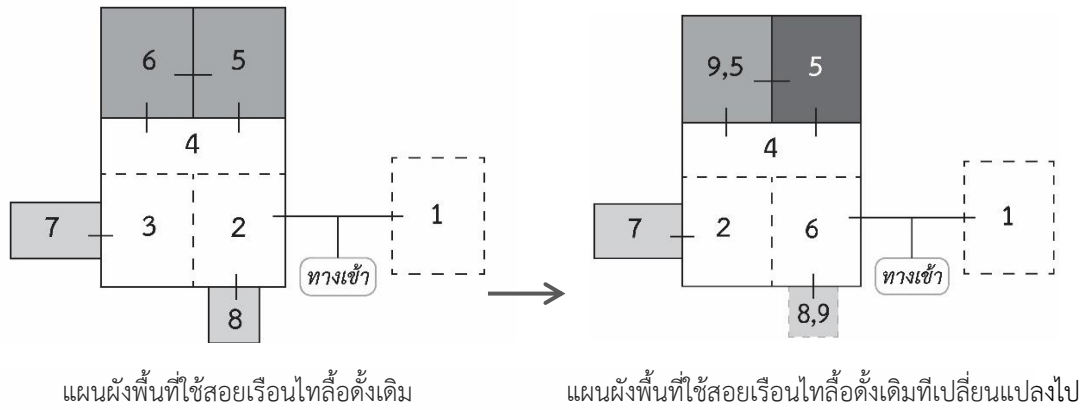 6 5
9,5 5
4
4
7 3 2 1
7 2 6 1
ทางเข้า
ทางเข้า
8
8,9
แผนผังพื้นที่ใช้สอยเรือนไทลื้อดั้งเดิม
แผนผังพื้นที่ใช้สอยเรือนไทลื้อดั้งเดิมทีเปลี่ยนแปลงไป